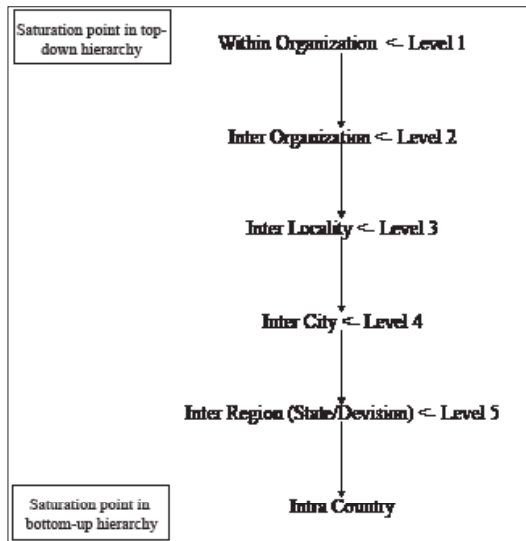 Saturation point in top-
down hierarchy
Within Organization <- Level 1
Inter Organization <- Level 2
Inter Locality <- Level 3
Inter City <- Level 4
Inter Region (State/Devision) <- Level 5
Saturation point in
bottom-up hierarchy
Intra Country